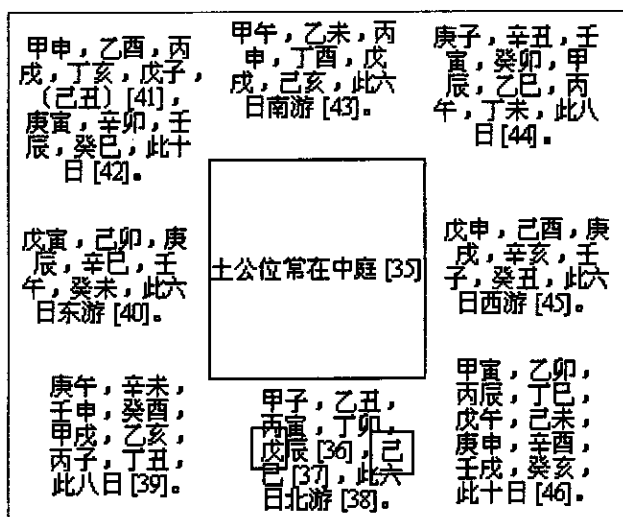 甲申，乙酉，丙
戌，丁亥，戊子，
（己丑）[41]，
庚寅，辛卯，壬
辰，癸巳，此十
日[42]。
甲午，乙未，丙
申，丁酉，戊
戌，己亥，此六
日南游[43]。
庚子，辛丑，壬
寅，癸卯，甲
辰，乙巳，丙
午，丁未，此八
日[44]。
戊寅，己卯，庚
辰，辛巳，壬
午，癸未，此六
日东游[40]。
土公位常在中庭[35]
戊申，己酉，庚
戌，辛亥，壬
子，癸丑，此六
日西游[45]。
庚午，辛未，
壬申，癸酉，
甲戌，乙亥，
丙子，丁丑，
此八日[39]。
甲子，乙丑，
丙寅，丁卯，
戊辰[36]，己
巳[37]，此六
日北游[38]。
甲寅，乙卯，
丙辰，丁巳，
戊午，己未，
庚申，辛酉，
壬戌，癸亥，
此十日[46]。